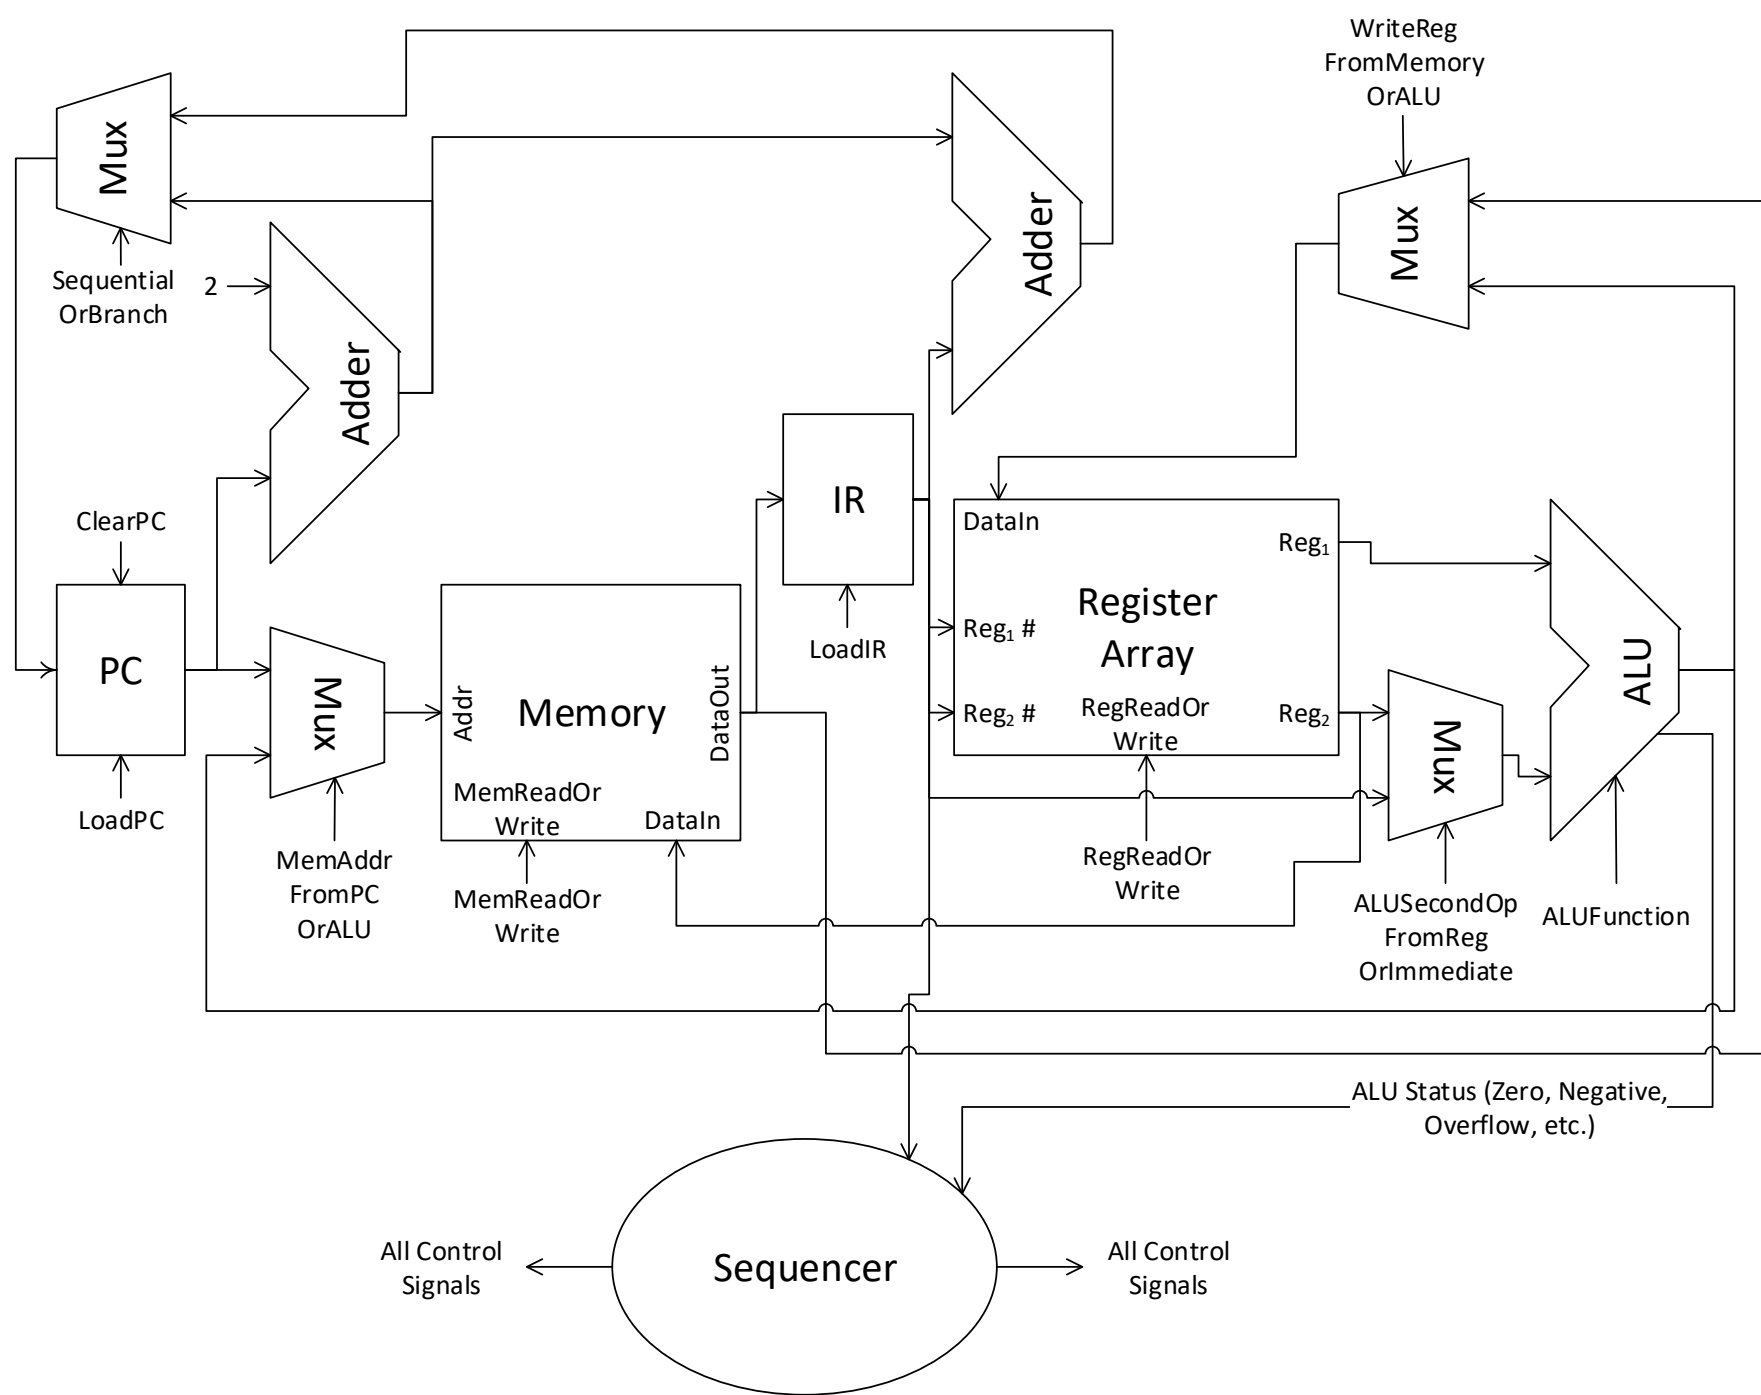 WriteReg
FromMemory
OrALU
Mux
Adder
Mux
Sequential
OrBranch
2
Adder
IR
ClearPC
DataIn
Reg₁
Register
Array
Reg₁ #
LoadIR
PC
Mux
Addr
Memory
DataOut
Reg₂ #
RegReadOr
Write
Reg₂
Mux
ALU
MemReadOr
Write
DataIn
LoadPC
MemAddr
FromPC
OrALU
MemReadOr
Write
RegReadOr
Write
ALUSecondOp
FromReg
OrImmediate
ALUFunction
ALU Status (Zero, Negative,
Overflow, etc.)
All Control
Signals
Sequencer
All Control
Signals